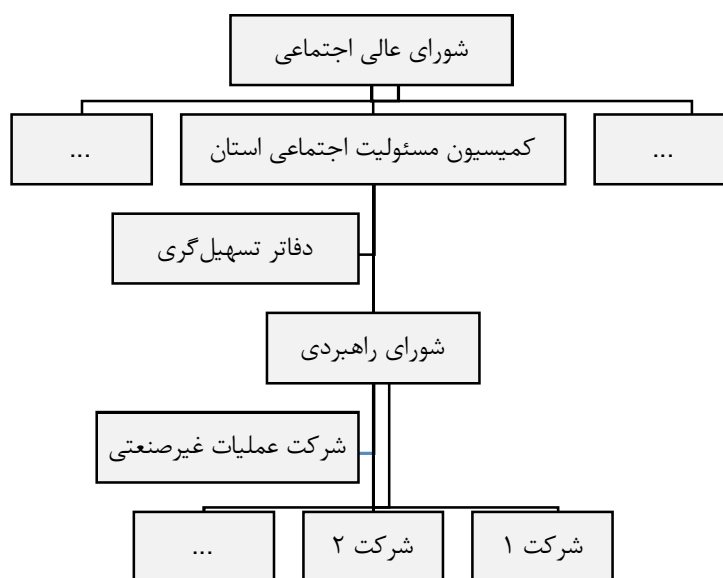 شورای عالی اجتماعی
...
کمیسیون مسئولیت اجتماعی استان
...
دفاتر تسهیل‌گری
شورای راهبردی
شرکت عملیات غیرصنعتی
شرکت ۱
شرکت ۲
...